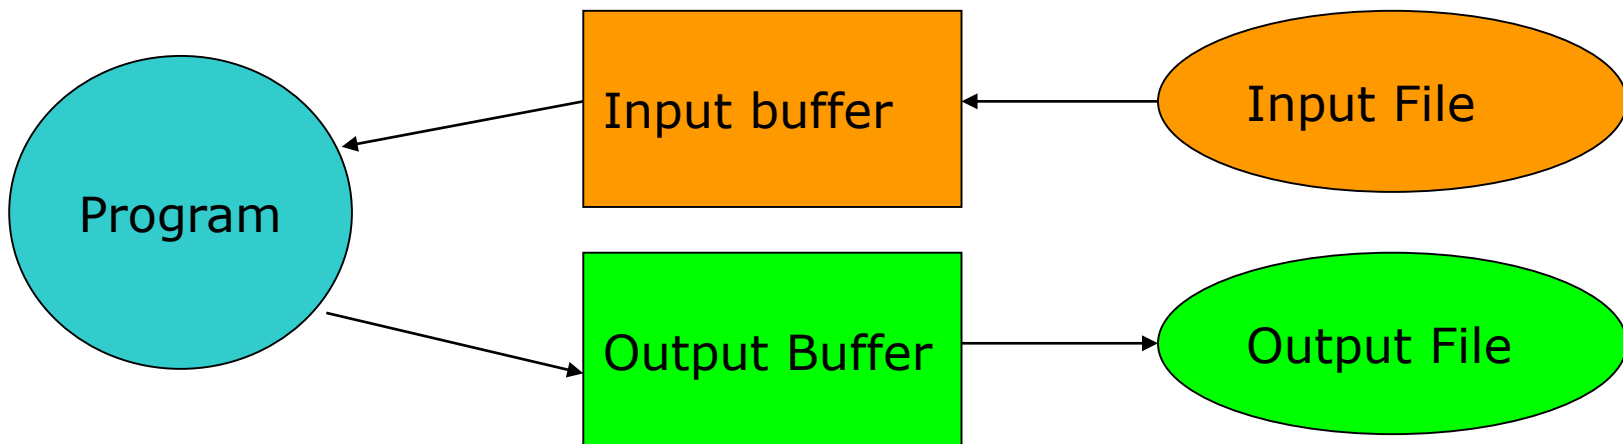 Input buffer
Input File
Program
Output Buffer
Output File